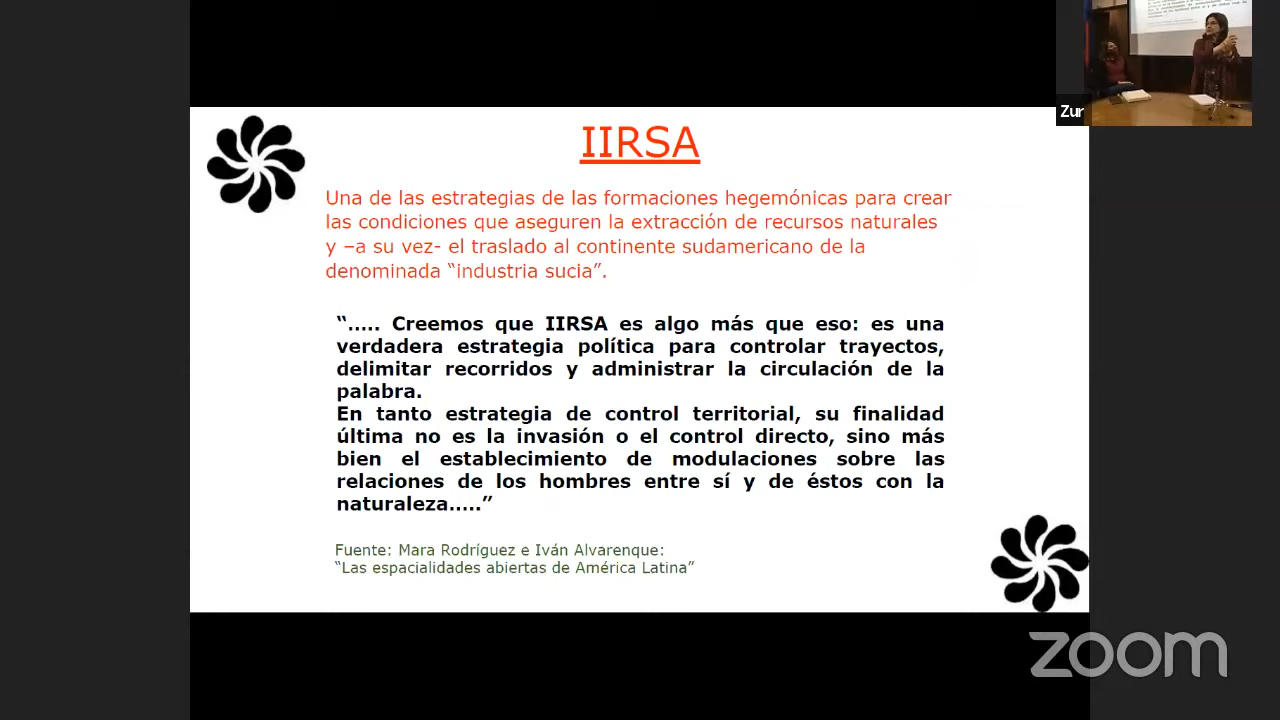 IIRSA
Una de las estrategias de las formaciones hegemónicas para crear
las condiciones que aseguren la extracción de recursos naturales
y –a su vez- el traslado al continente sudamericano de la
denominada “industria sucia”.
“..... Creemos que IIRSA es algo más que eso: es una
verdadera estrategia política para controlar trayectos,
delimitar recorridos y administrar la circulación de la
palabra.
En tanto estrategia de control territorial, su finalidad
última no es la invasión o el control directo, sino más
bien el establecimiento de modulaciones sobre las
relaciones de los hombres entre sí y de éstos con la
naturaleza.....”
Fuente: Mara Rodríguez e Iván Alvarenque:
“Las espacialidades abiertas de América Latina”
Zur
zoom